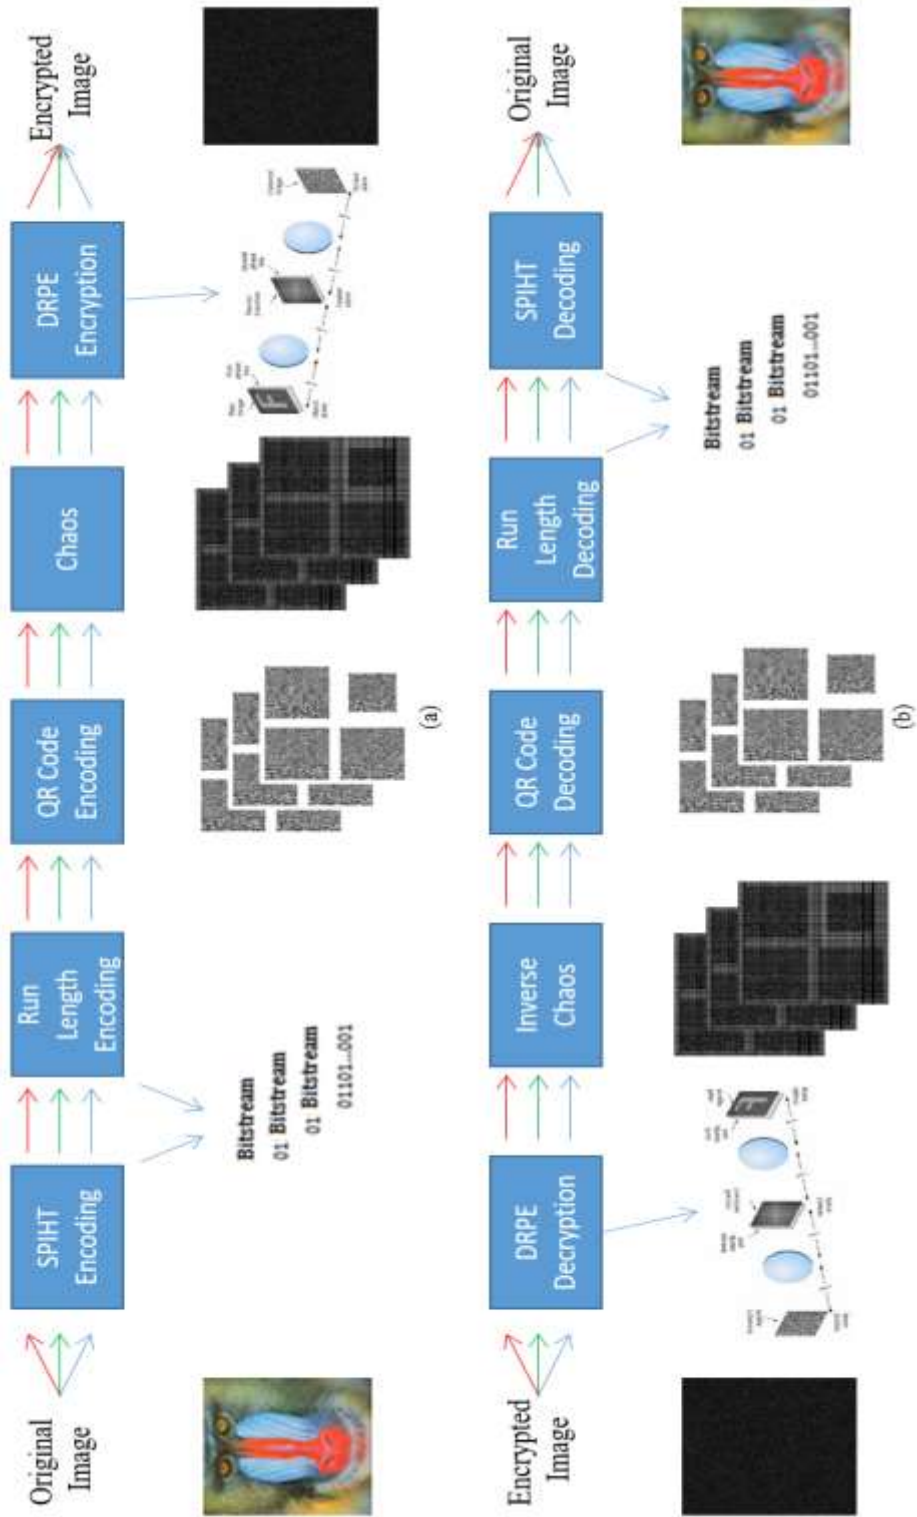 Original
Image
SPIHT
Encoding
Run
Length
Encoding
QR Code
Encoding
Chaos
DRPE
Encryption
Encrypted
Image
Bitstream
01 Bitstream
01 Bitstream
01101...001
(a)
Encrypted
Image
DRPE
Decryption
Inverse
Chaos
QR Code
Decoding
Run
Length
Decoding
SPIHT
Decoding
Original
Image
F
Bitstream
01 Bitstream
01 Bitstream
01101...001
(b)